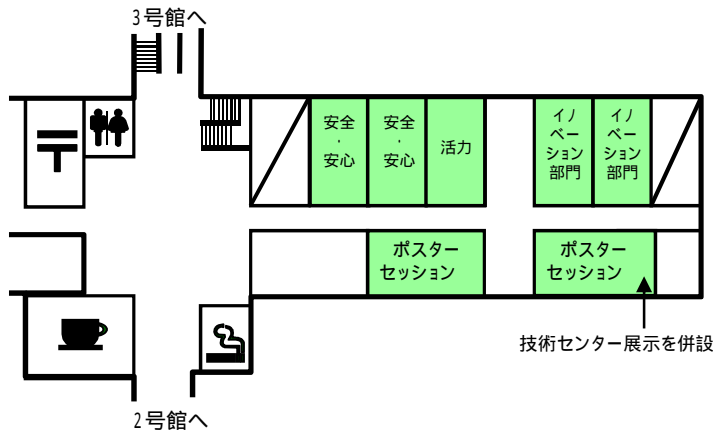 3号館へ
安全
・
安心
安全
・
安心
活力
イノ
ベー
ション
部門
イノ
ベー
ション
部門
ポスター
セッション
ポスター
セッション
技術センター展示を併設
2号館へ